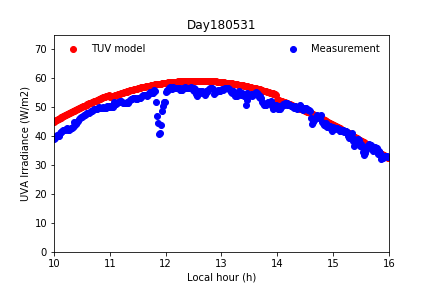 Day180531
TUV model
Measurement
UVA Irradiance (W/m2)
70
60
50
40
30
20
10
0
10 11 12 13 14 15 16
Local hour (h)